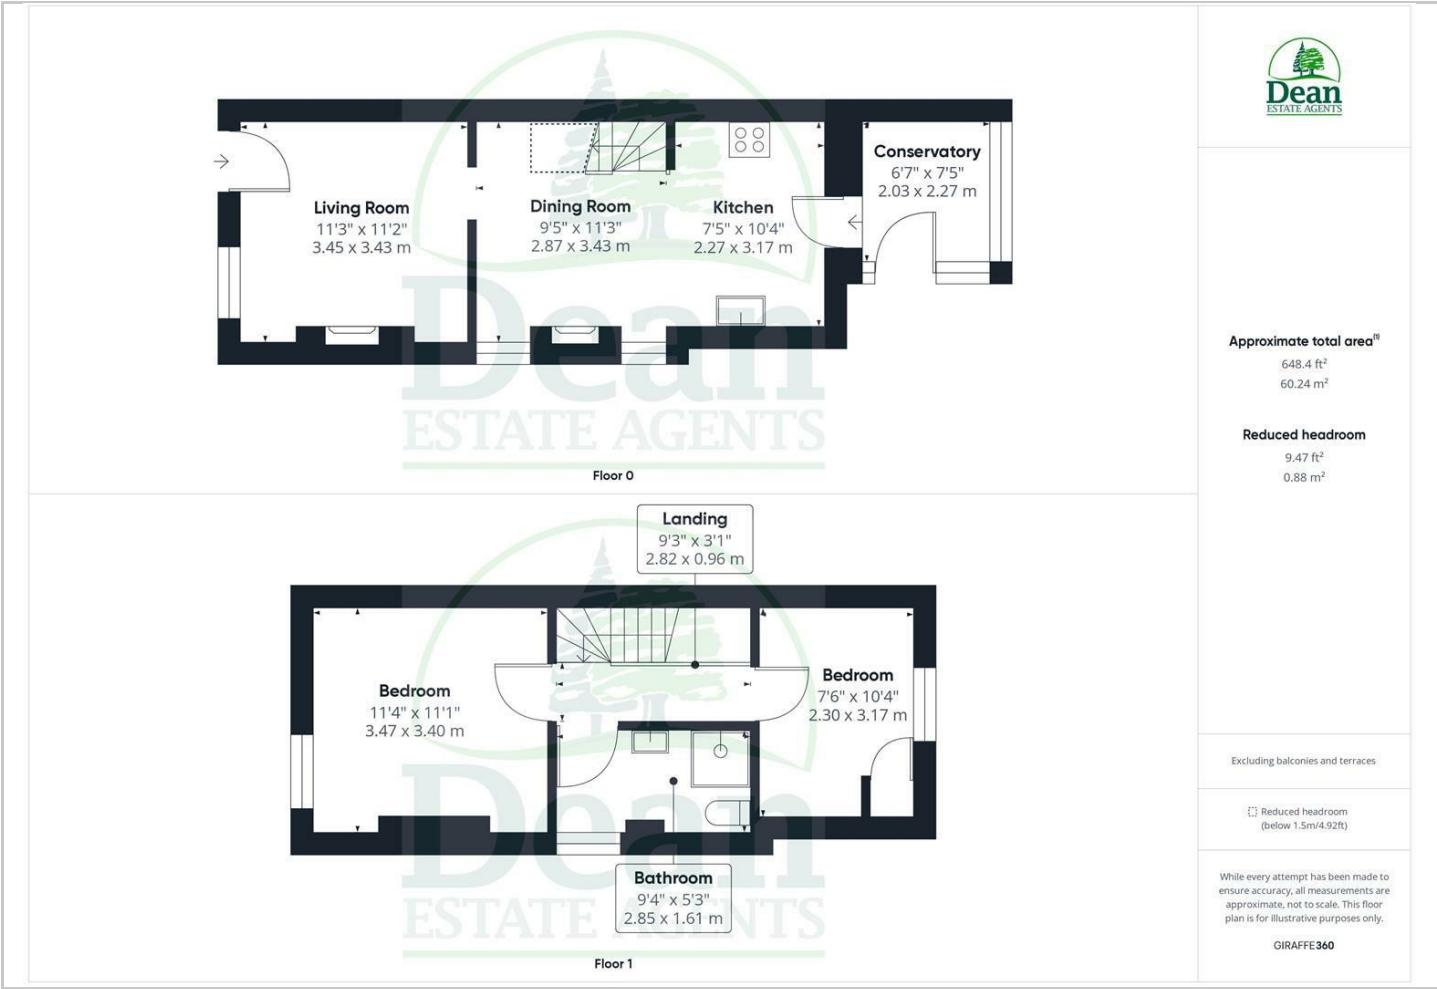 Dean
ESTATE AGENTS
Living Room
11'3" x 11'2"
3.45 x 3.43 m
Dining Room
9'5" x 11'3"
2.87 x 3.43 m
Kitchen
7'5" x 10'4"
2.27 x 3.17 m
Conservatory
6'7" x 7'5"
2.03 x 2.27 m
Dean
ESTATE AGENTS
Floor 0
Landing
9'3" x 3'1"
2.82 x 0.96 m
Bedroom
11'4" x 11'1"
3.47 x 3.40 m
Bedroom
7'6" x 10'4"
2.30 x 3.17 m
Bathroom
9'4" x 5'3"
2.85 x 1.61 m
Dean
ESTATE AGENTS
Floor 1
Approximate total area⁽¹⁾
648.4 ft²
60.24 m²
Reduced headroom
9.47 ft²
0.88 m²
Excluding balconies and terraces
Reduced headroom
(below 1.5m/4.92ft)
While every attempt has been made to
ensure accuracy, all measurements are
approximate, not to scale. This floor
plan is for illustrative purposes only.
GIRAFFE360